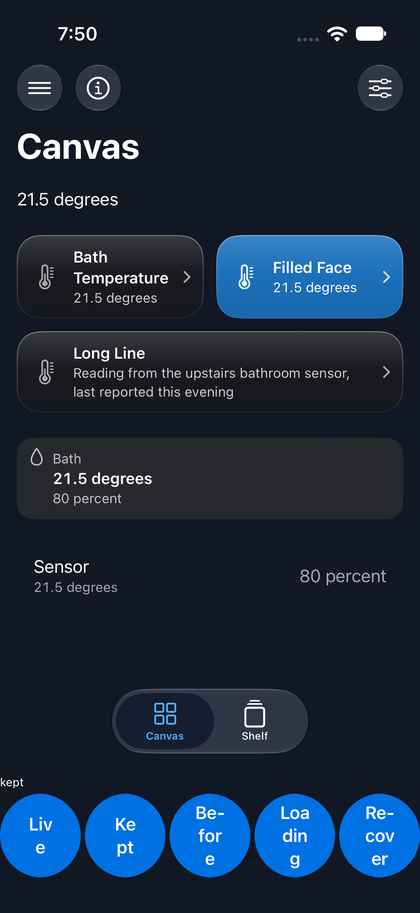 7:50
Canvas
21.5 degrees
Bath
Temperature
21.5 degrees
Filled Face
21.5 degrees
Long Line
Reading from the upstairs bathroom sensor,
last reported this evening
Bath
21.5 degrees
80 percent
Sensor
21.5 degrees
80 percent
Canvas
Shelf
kept
Liv
e
Ke
pt
Be-
for
e
Loa
din
g
Re-
cov
er